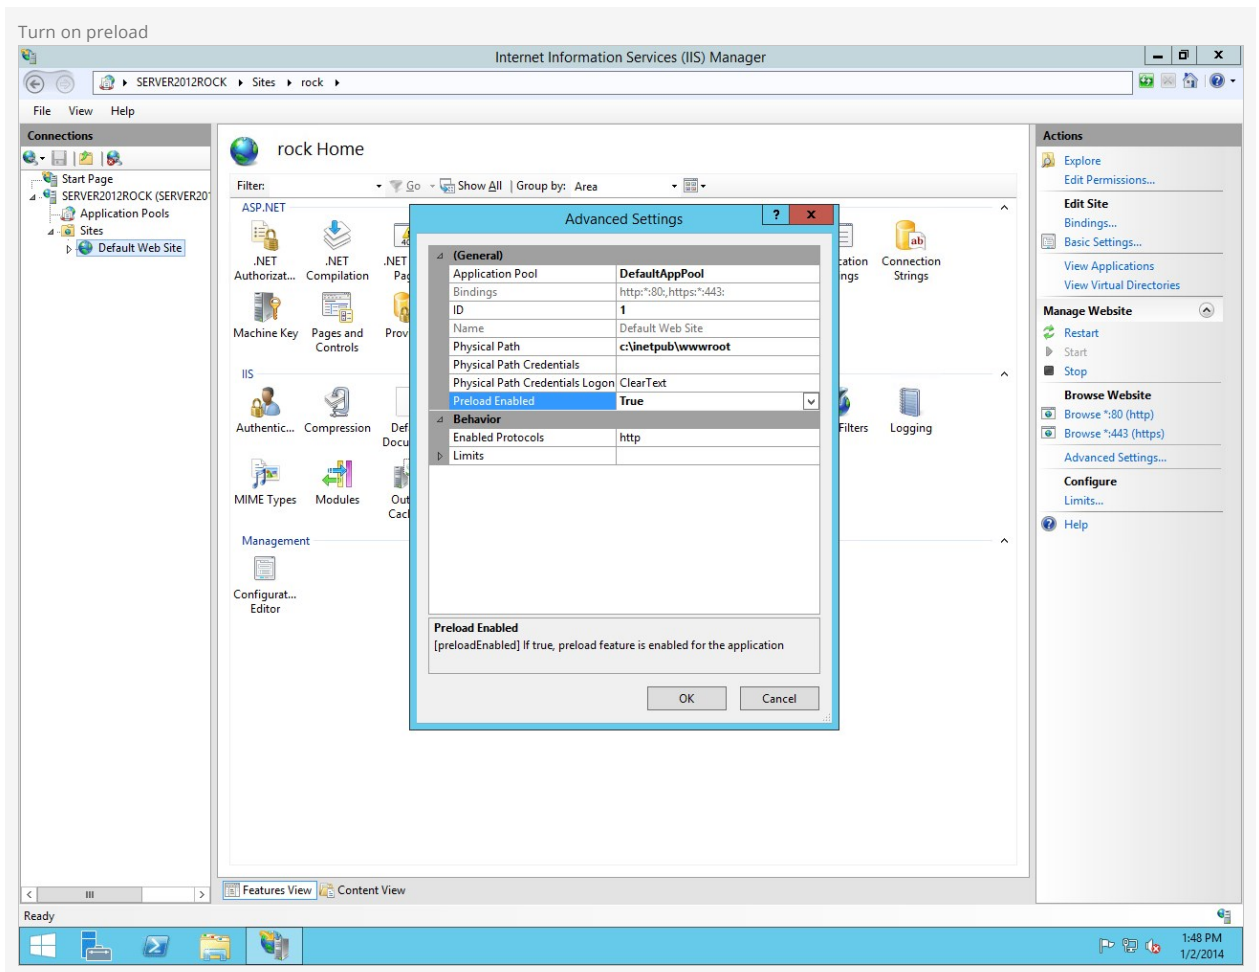 Turn on preload
Internet Information Services (IIS) Manager
SERVER2012ROCK
Sites
rock
File View Help
Connections
Start Page
SERVER2012ROCK (SERVER20
Application Pools
Sites
Default Web Site
rock Home
Filter:
Go
Show All
Group by: Area
ASP.NET
.NET Authorizat...
.NET Compilation
.NET
Pag
cation
ngs
Connection Strings
Machine Key
Pages and Controls
Prov
IIS
Authentic...
Compression
Def
Docu
Filters
Logging
MIME Types
Modules
Out
Cac
Management
Configurat... Editor
Features View
Content View
Advanced Settings
? X
(General)
Application Pool DefaultAppPool
Bindings http:*:80:,https:*:443:
ID 1
Name Default Web Site
Physical Path c:\inetpub\wwwroot
Physical Path Credentials
Physical Path Credentials Logon ClearText
Preload Enabled True
Behavior
Enabled Protocols http
Limits
Preload Enabled
[preloadEnabled] If true, preload feature is enabled for the application
OK Cancel
Actions
Explore
Edit Permissions...
Edit Site
Bindings...
Basic Settings...
View Applications
View Virtual Directories
Manage Website
Restart
Start
Stop
Browse Website
Browse *:80 (http)
Browse *:443 (https)
Advanced Settings...
Configure
Limits...
Help
Ready
1:48 PM
1/2/2014